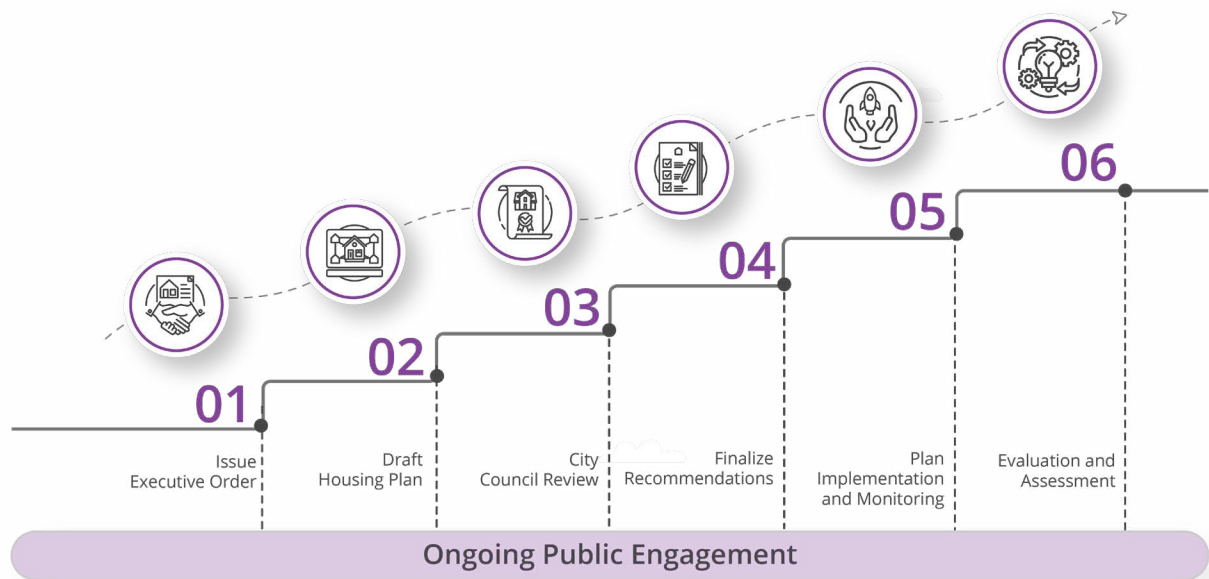 01
Issue
Executive Order
02
Draft
Housing Plan
03
City
Council Review
04
Finalize
Recommendations
05
Plan
Implementation
and Monitoring
06
Evaluation and
Assessment
Ongoing Public Engagement